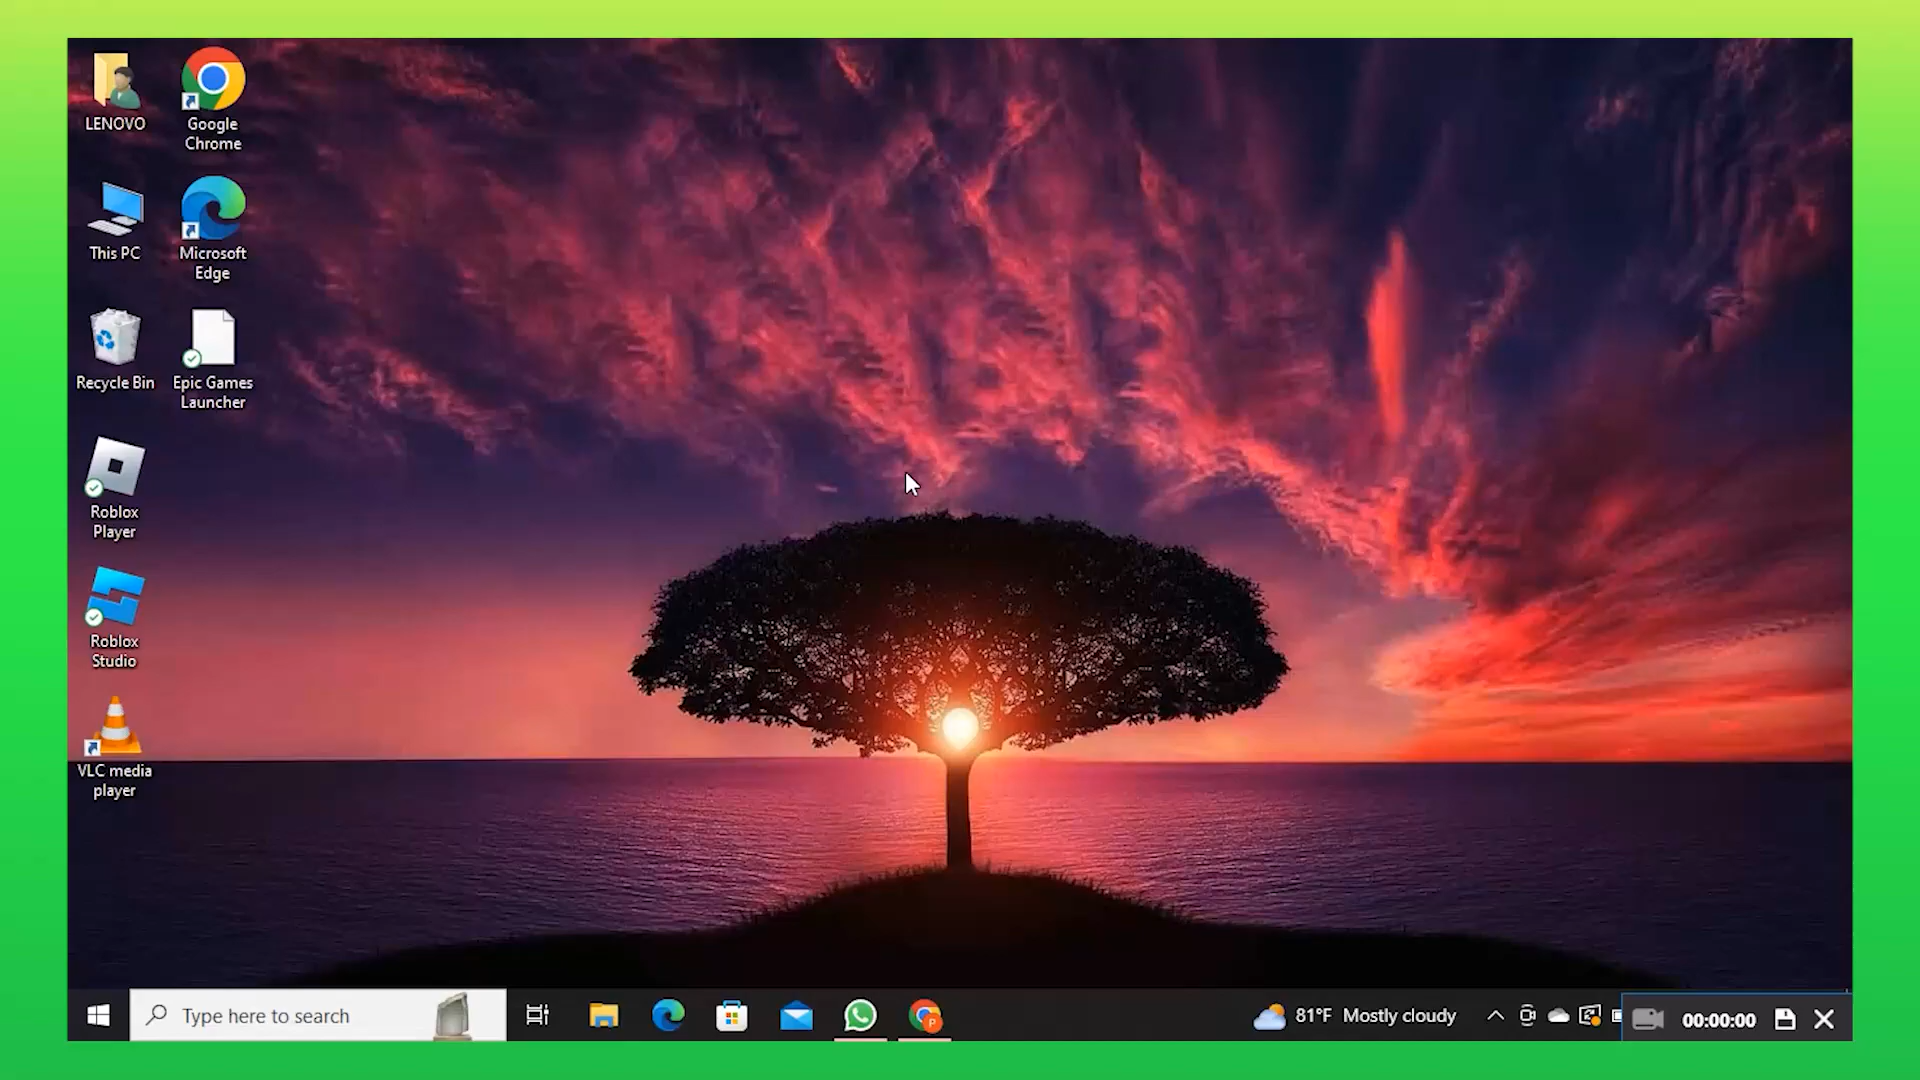 LENOVO
Google
Chrome
This PC
Microsoft
Edge
Recycle Bin
Epic Games
Launcher
Roblox
Player
Roblox
Studio
VLC media
player
Type here to search
P
81°F Mostly cloudy
00:00:00